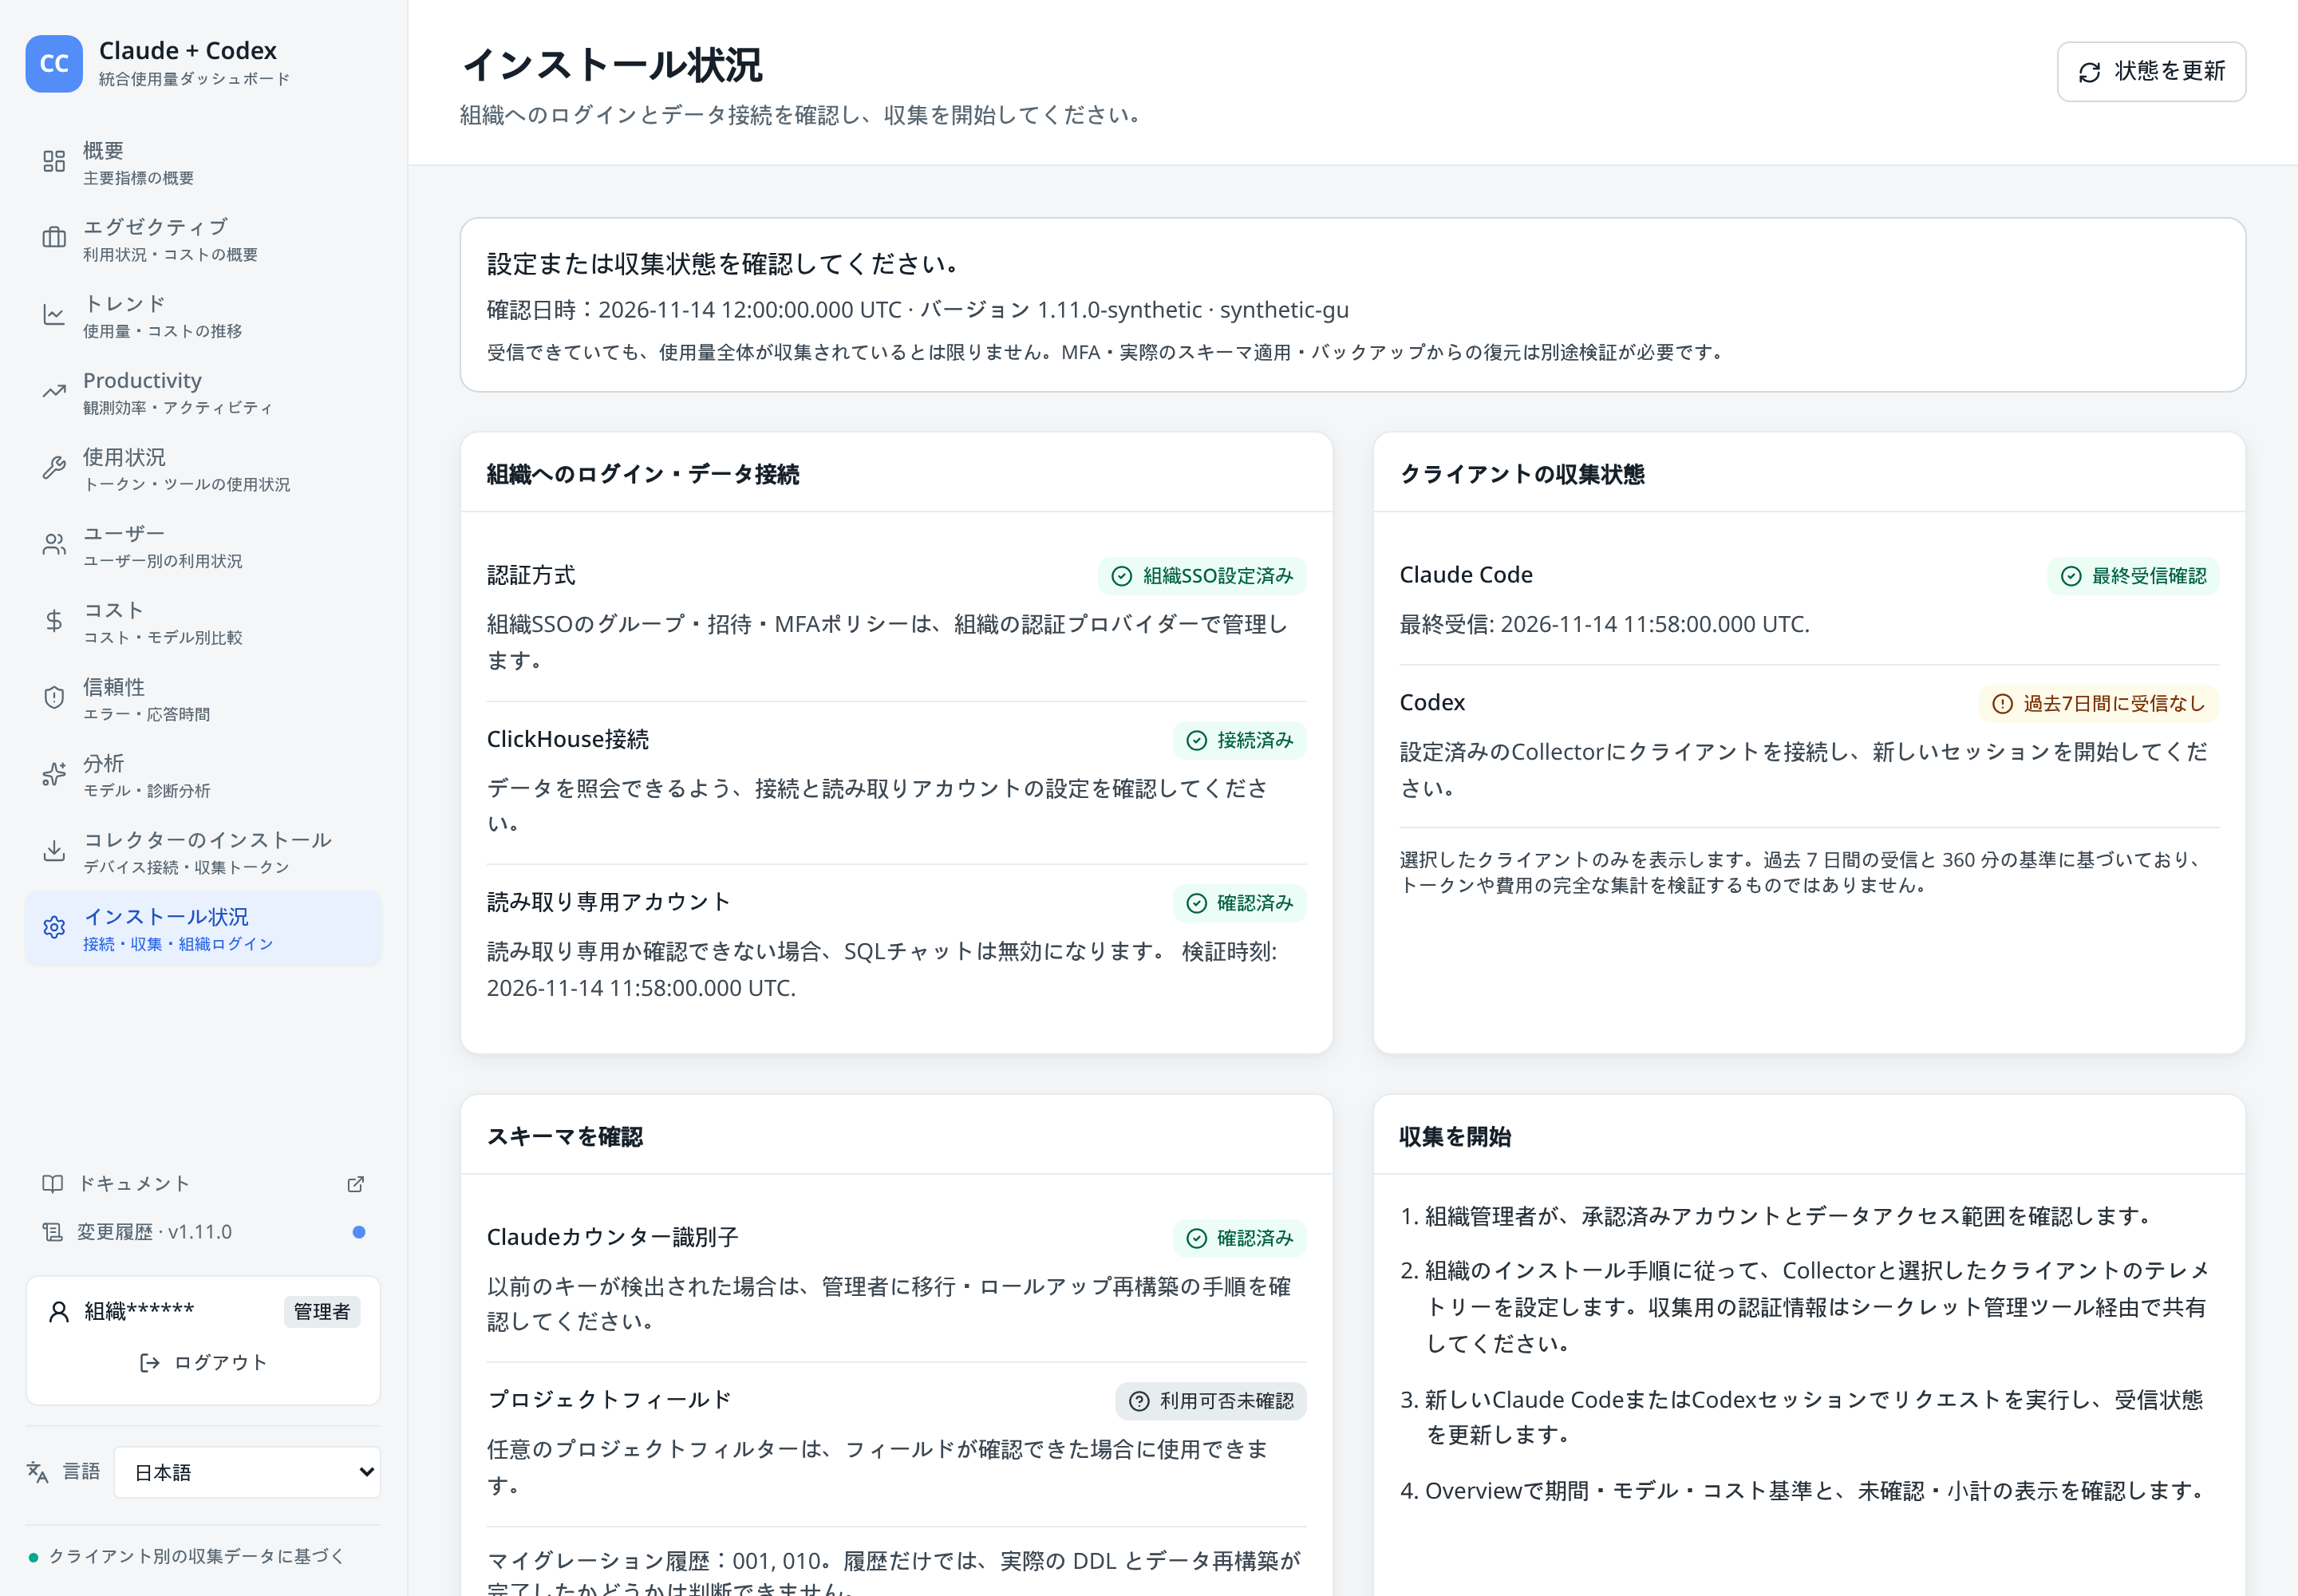 CC
Claude + Codex
統合使用量ダッシュボード
概要
主要指標の概要
エグゼクティブ
利用状況・コストの概要
トレンド
使用量・コストの推移
Productivity
観測効率・アクティビティ
使用状況
トークン・ツールの使用状況
ユーザー
ユーザー別の利用状況
コスト
コスト・モデル別比較
信頼性
エラー・応答時間
分析
モデル・診断分析
コレクターのインストール
デバイス接続・収集トークン
インストール状況
接続・収集・組織ログイン
ドキュメント
変更履歴 · v1.11.0
組織******
管理者
ログアウト
言語
日本語
クライアント別の収集データに基づく
インストール状況
組織へのログインとデータ接続を確認し、収集を開始してください。
状態を更新
設定または収集状態を確認してください。
確認日時：2026-11-14 12:00:00.000 UTC · バージョン 1.11.0-synthetic · synthetic-gu
受信できていても、使用量全体が収集されているとは限りません。MFA・実際のスキーマ適用・バックアップからの復元は別途検証が必要です。
組織へのログイン・データ接続
認証方式
組織SSO設定済み
組織SSOのグループ・招待・MFAポリシーは、組織の認証プロバイダーで管理し
ます。
ClickHouse接続
接続済み
データを照会できるよう、接続と読み取りアカウントの設定を確認してくださ
い。
読み取り専用アカウント
確認済み
読み取り専用か確認できない場合、SQLチャットは無効になります。 検証時刻:
2026-11-14 11:58:00.000 UTC.
クライアントの収集状態
Claude Code
最終受信確認
最終受信: 2026-11-14 11:58:00.000 UTC.
Codex
過去7日間に受信なし
設定済みのCollectorにクライアントを接続し、新しいセッションを開始してくだ
さい。
選択したクライアントのみを表示します。過去 7 日間の受信と 360 分の基準に基づいており、
トークンや費用の完全な集計を検証するものではありません。
スキーマを確認
Claudeカウンター識別子
確認済み
以前のキーが検出された場合は、管理者に移行・ロールアップ再構築の手順を確
認してください。
プロジェクトフィールド
利用可否未確認
任意のプロジェクトフィルターは、フィールドが確認できた場合に使用できま
す。
マイグレーション履歴：001, 010。履歴だけでは、実際の DDL とデータ再構築が
完了したかどうかは判断できません。
収集を開始
1. 組織管理者が、承認済みアカウントとデータアクセス範囲を確認します。
2. 組織のインストール手順に従って、Collectorと選択したクライアントのテレメ
トリーを設定します。収集用の認証情報はシークレット管理ツール経由で共有
してください。
3. 新しいClaude CodeまたはCodexセッションでリクエストを実行し、受信状態
を更新します。
4. Overviewで期間・モデル・コスト基準と、未確認・小計の表示を確認します。